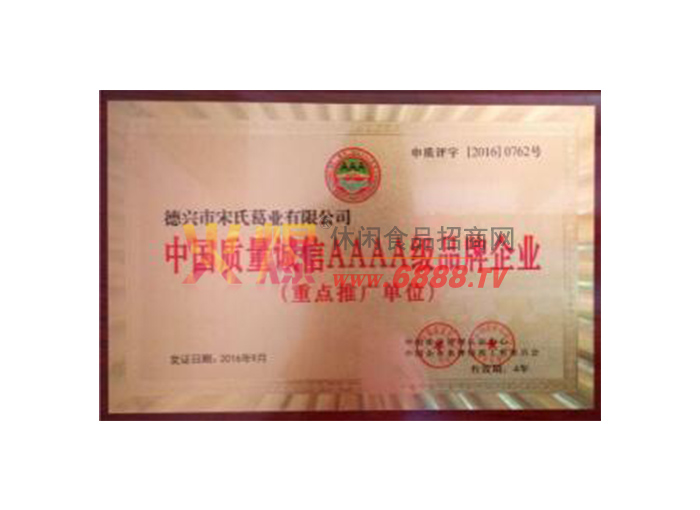 中质评字 [2016] 0762号
AAA
德兴市宋氏葛业有限公司
中国质量诚信AAAA级品牌企业
休闲食品招商网
www.6888.TV
(重点推广单位)
发证日期：2016年9月
有效期：4年